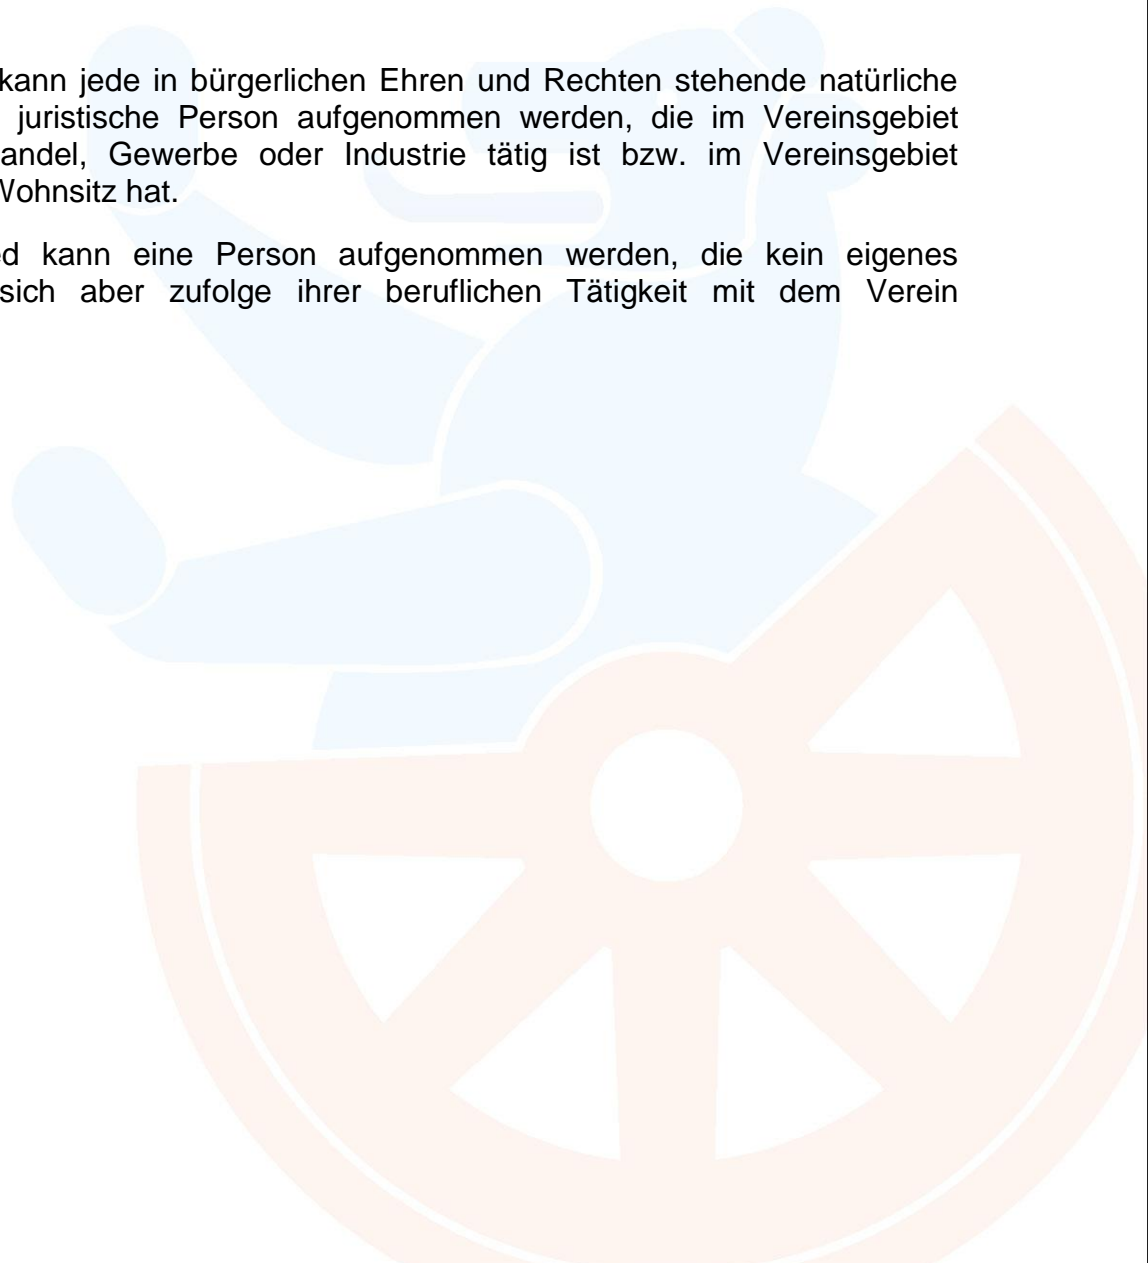 kann jede in bürgerlichen Ehren und Rechten stehende natürliche
juristische Person aufgenommen werden, die im Vereinsgebiet
andel, Gewerbe oder Industrie tätig ist bzw. im Vereinsgebiet
Wohnsitz hat.
ed kann eine Person aufgenommen werden, die kein eigenes
sich aber zufolge ihrer beruflichen Tätigkeit mit dem Verein